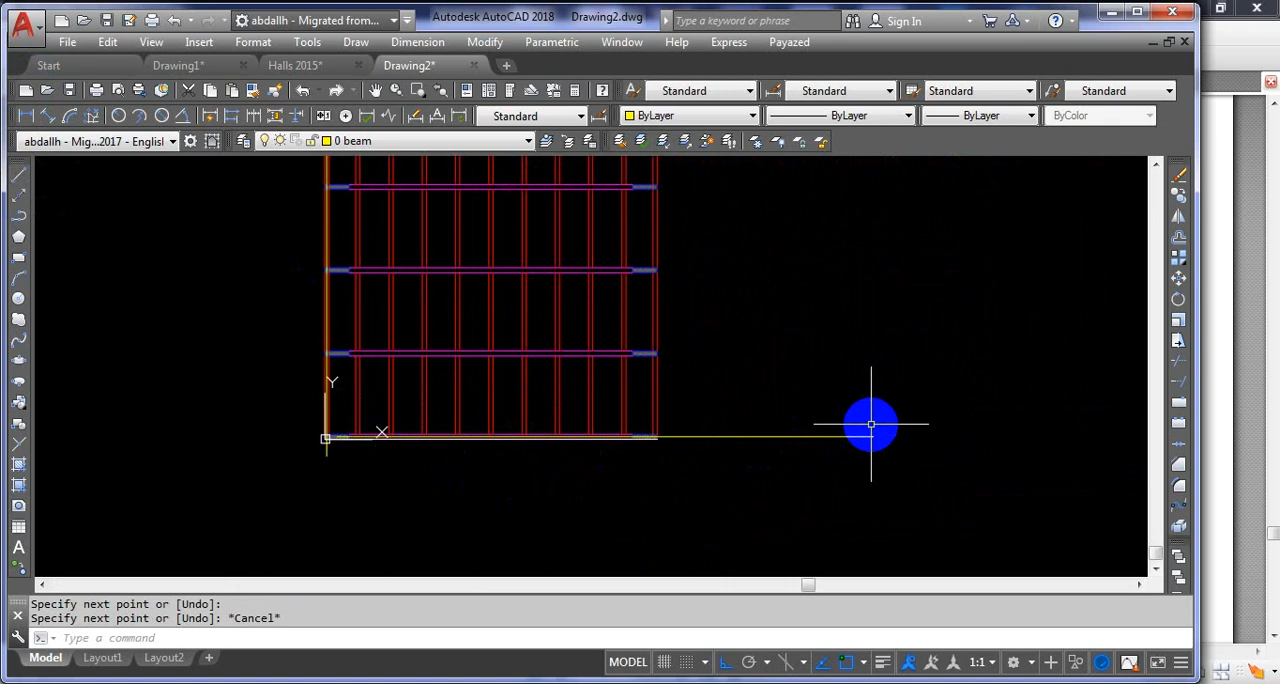 abdallh - Migrated from... Autodesk AutoCAD 2018 Drawing2.dwg Type a keyword or phrase Sign In
File Edit View Insert Format Tools Draw Dimension Modify Parametric Window Help Express Payazed
Start Drawing1* Halls 2015* Drawing2*
Standard Standard Standard Standard
Standard ByLayer ByLayer ByLayer ByColor
abdallh - Mig...2017 - Englisl 0 beam
Y
X
Specify next point or [Undo]:
Specify next point or [Undo]: *Cancel*
Type a command
Model Layout1 Layout2 + MODEL 1:1